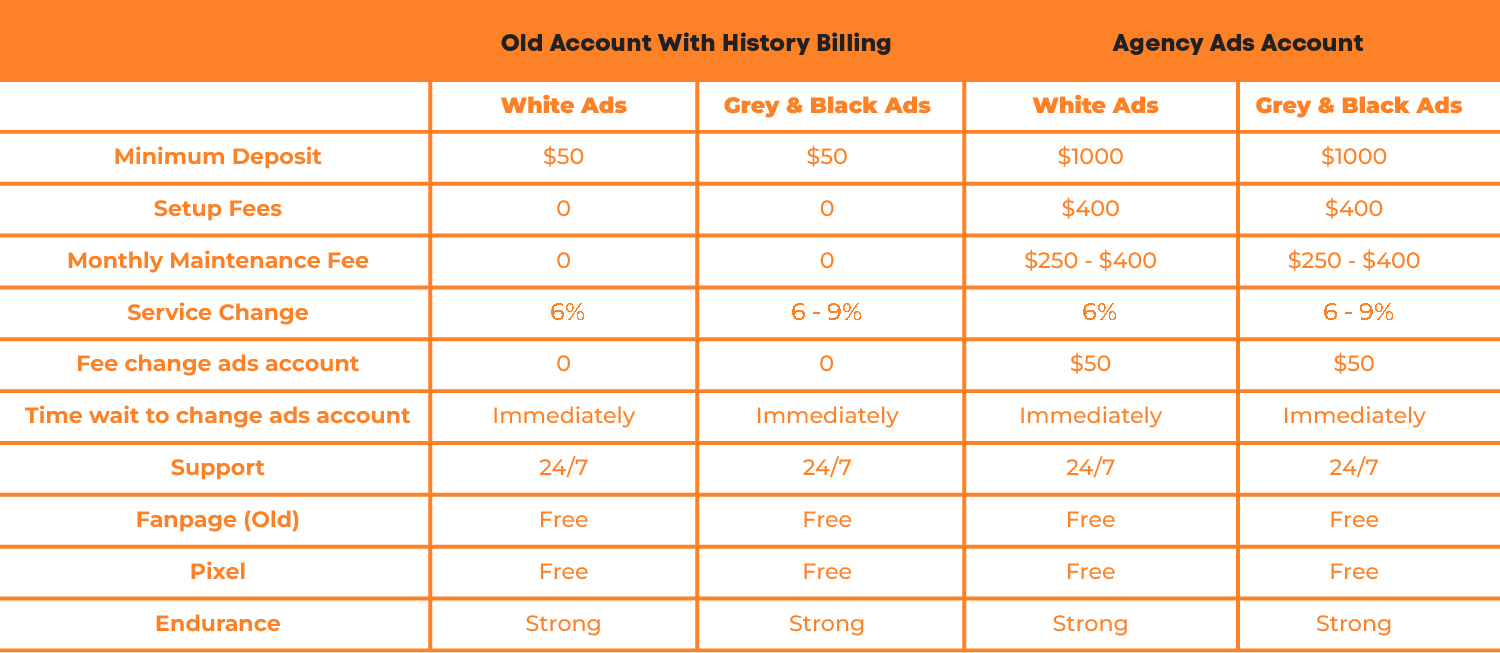 Old Account With History Billing Agency Ads Account
White Ads Grey & Black Ads White Ads Grey & Black Ads
Minimum Deposit $50 $50 $1000 $1000
Setup Fees 0 0 $400 $400
Monthly Maintenance Fee 0 0 $250 - $400 $250 - $400
Service Change 6% 6 - 9% 6% 6 - 9%
Fee change ads account 0 0 $50 $50
Time wait to change ads account Immediately Immediately Immediately Immediately
Support 24/7 24/7 24/7 24/7
Fanpage (Old) Free Free Free Free
Pixel Free Free Free Free
Endurance Strong Strong Strong Strong